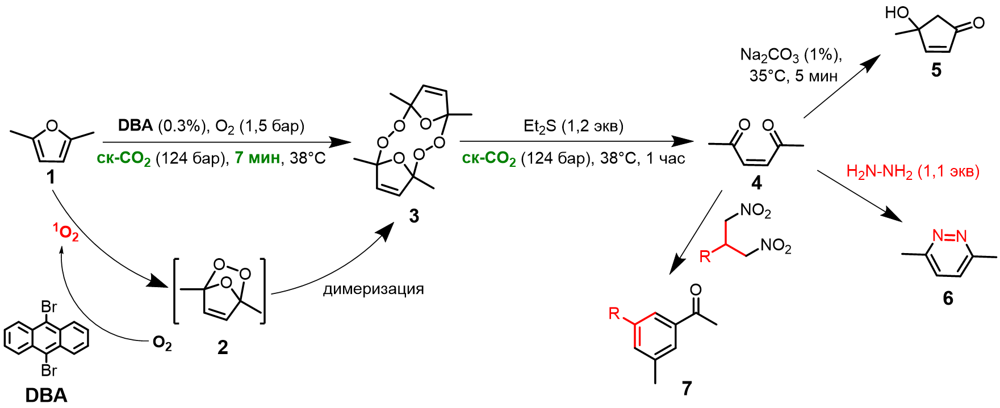 HO
O
Na2CO3 (1%),
35°C, 5 мин
5
O
DBA (0.3%), O2 (1,5 бар)
ск-CO2 (124 бар), 7 мин, 38°C
1
O
O
O
O
O
O
3
Et2S (1,2 экв)
ск-CO2 (124 бар), 38°C, 1 час
O
O
4
H2N-NH2 (1,1 экв)
N
N
6
1O2
O
O
O
2
димеризация
NO2
NO2
R
O
R
7
Br
Br
O2
DBA